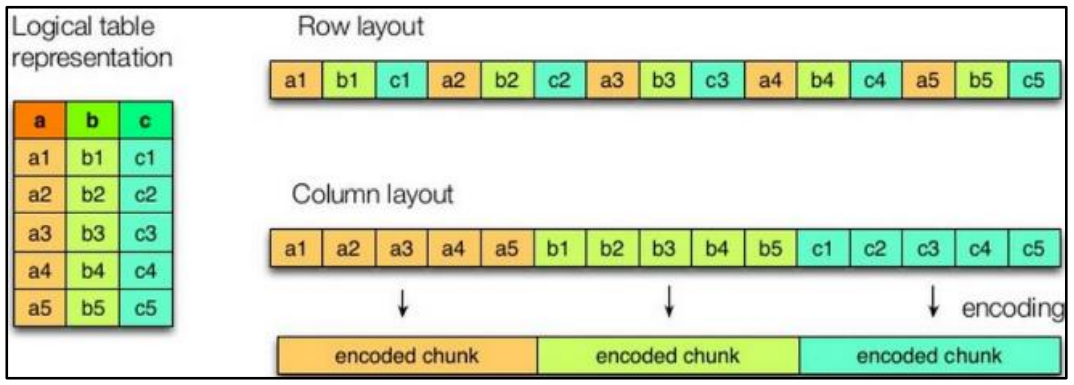 Logical table
representation
a b c
a1 b1 c1
a2 b2 c2
a3 b3 c3
a4 b4 c4
a5 b5 c5
Row layout
a1 b1 c1 a2 b2 c2 a3 b3 c3 a4 b4 c4 a5 b5 c5
Column layout
a1 a2 a3 a4 a5 b1 b2 b3 b4 b5 c1 c2 c3 c4 c5
encoding
encoded chunk encoded chunk encoded chunk